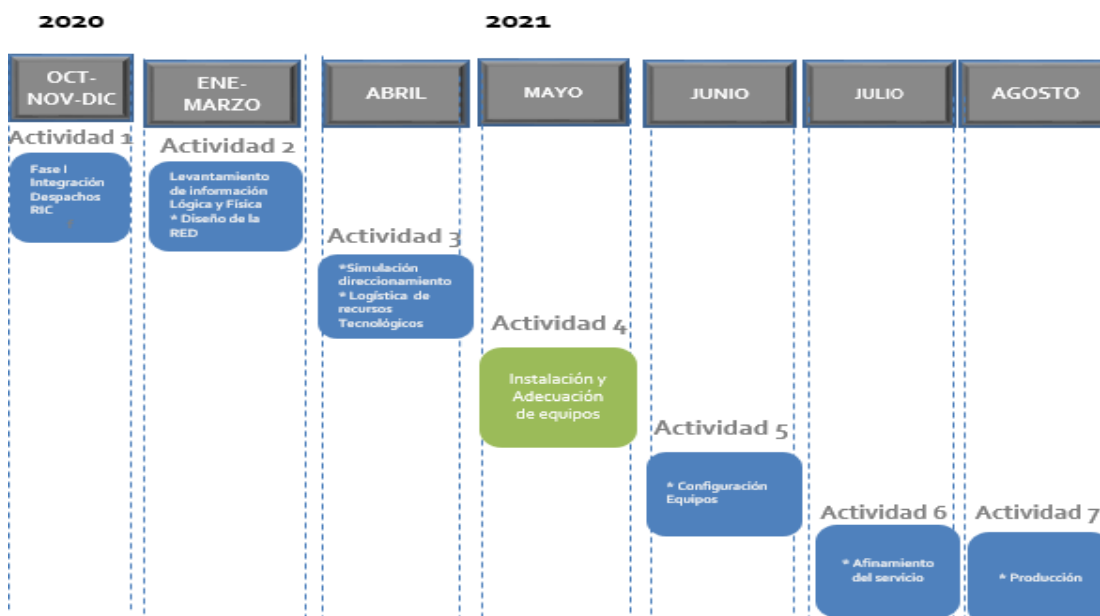 2020
2021
OCT-
NOV-DIC
ENE-
MARZO
ABRIL
MAYO
JUNIO
JULIO
AGOSTO
Actividad 1
Fase I
Integración
Despachos
RIC
Actividad 2
Levantamiento
de información
Lógica y Física
* Diseño de la
RED
Actividad 3
*Simulación
direccionamiento
* Logística de
recursos
Tecnológicos
Actividad 4
Instalación y
Adecuación
de equipos
Actividad 5
* Configuración
Equipos
Actividad 6
* Afinamiento
del servicio
Actividad 7
* Producción